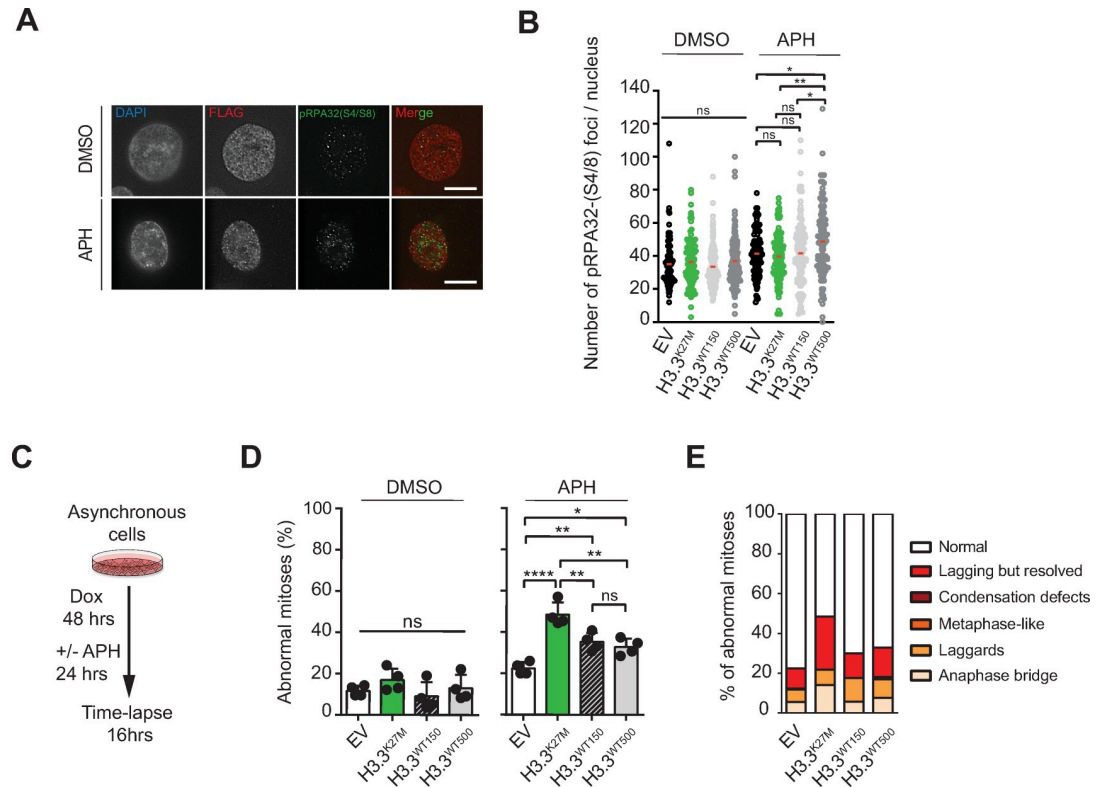 A
DAPI
FLAG
pRPA32(S4/S8)
Merge
DMSO
APH
B
DMSO
APH
Number of pRPA32-(S4/8) foci / nucleus
140
120
100
80
60
40
20
0
ns
*
**
*
ns
ns
ns
EV
H3.3K27M
H3.3WT150
H3.3WT500
EV
H3.3K27M
H3.3WT150
H3.3WT500
C
Asynchronous
cells
Dox
48 hrs
+/- APH
24 hrs
Time-lapse
16hrs
D
DMSO
APH
Abnormal mitoses (%)
100
80
60
40
20
0
ns
*
**
**
****
**
ns
EV
H3.3K27M
H3.3WT150
H3.3WT500
EV
H3.3K27M
H3.3WT150
H3.3WT500
E
% of abnormal mitoses
100
80
60
40
20
0
EV
H3.3K27M
H3.3WT150
H3.3WT500
Normal
Lagging but resolved
Condensation defects
Metaphase-like
Laggards
Anaphase bridge